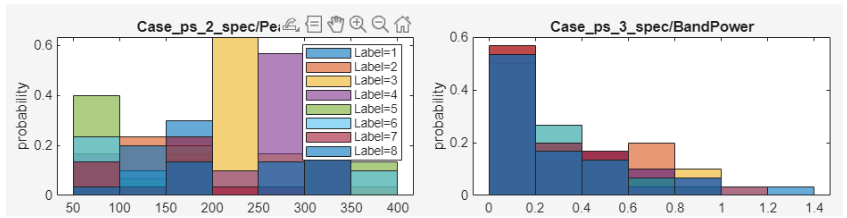 Case_ps_2_spec/Pea
probability
0.6
0.4
0.2
0
50 100 150 200 250 300 350 400
Label=1
Label=2
Label=3
Label=4
Label=5
Label=6
Label=7
Label=8
Case_ps_3_spec/BandPower
probability
0.6
0.4
0.2
0
0 0.2 0.4 0.6 0.8 1 1.2 1.4